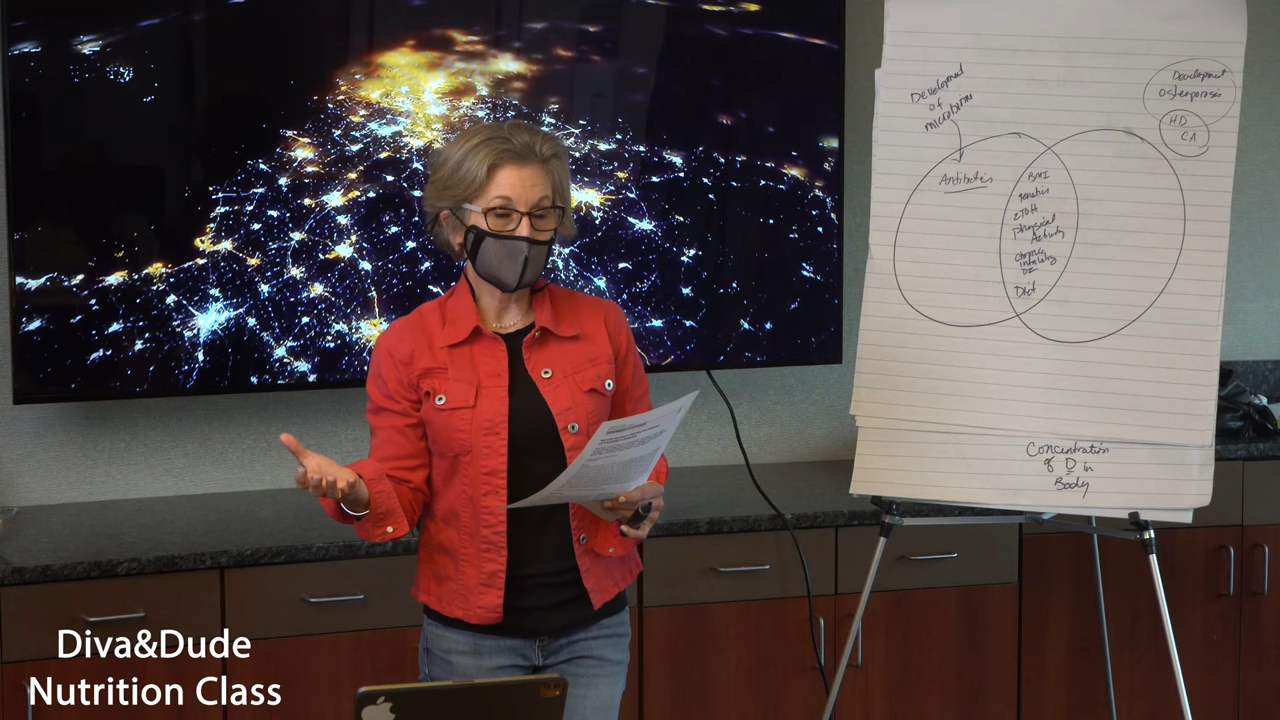 Development
of
microbiome
Development
osteoporosis
HD
CA
Antibiotics
BMI
genetics
ETOH
physical
Activity
chronic
Diet
Concentration
of D in
Body
Diva&Dude
Nutrition Class